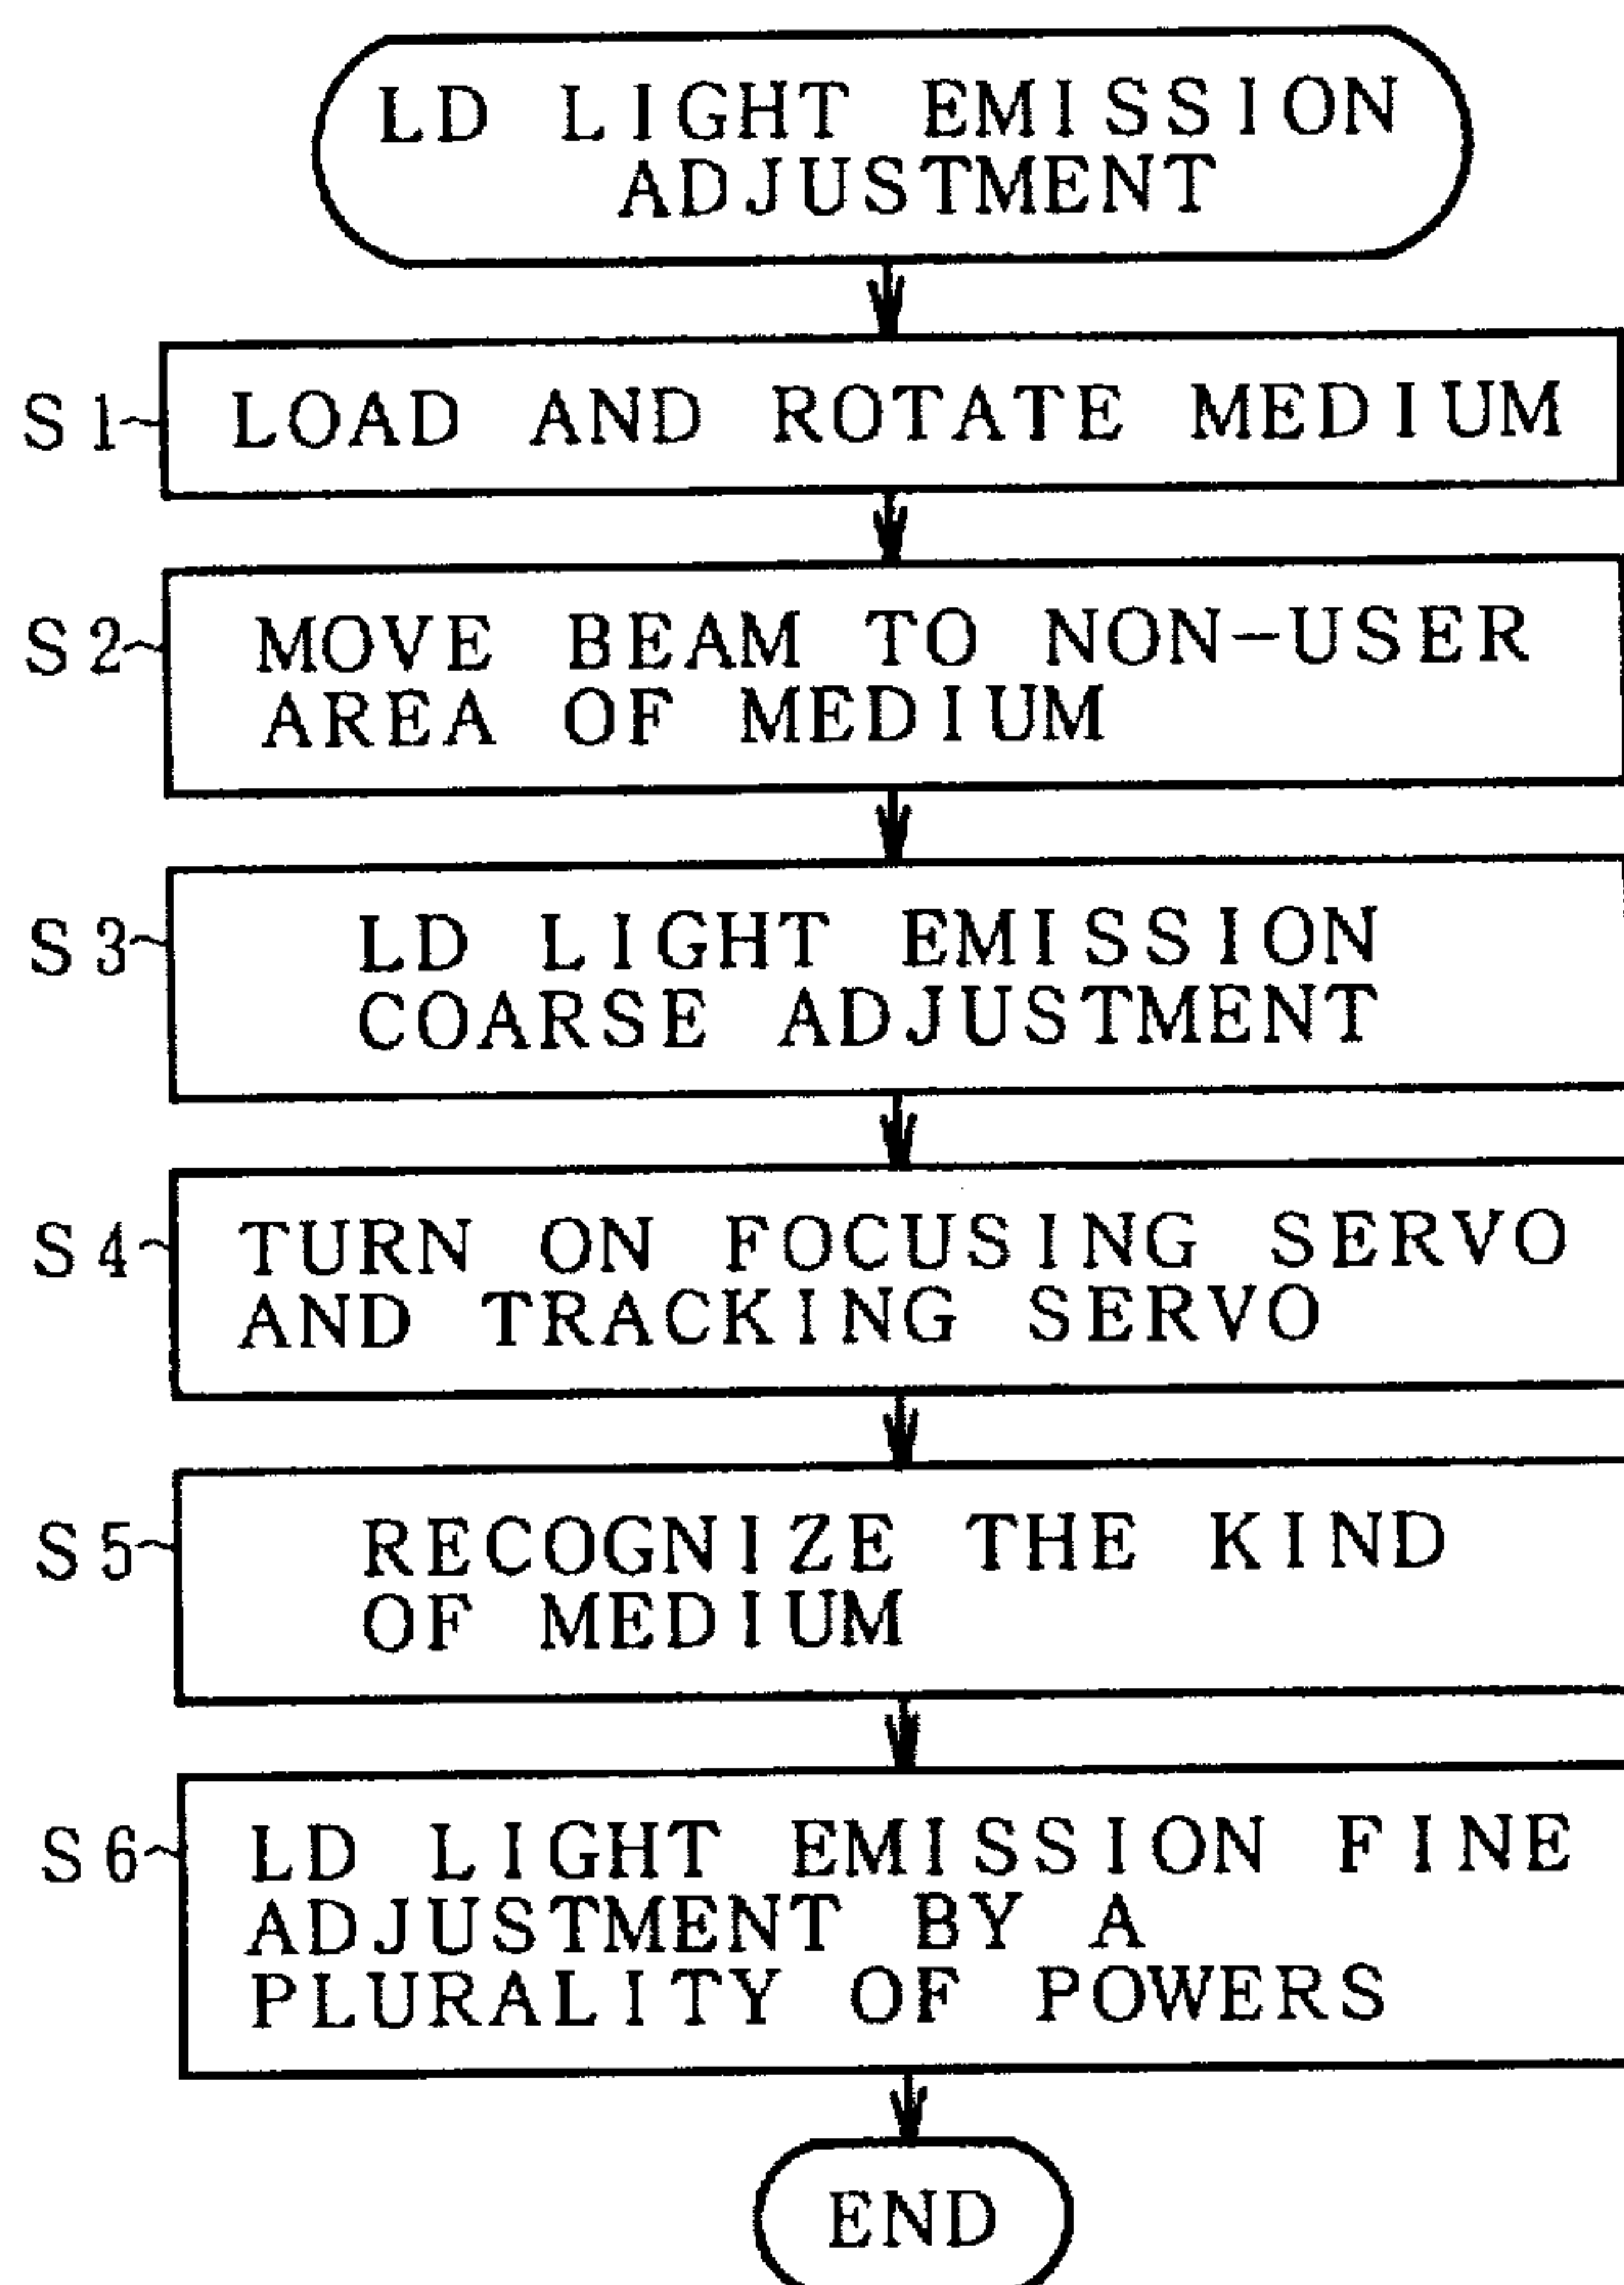 LD LIGHT EMISSION
ADJUSTMENT
S1 LOAD AND ROTATE MEDIUM
S2 MOVE BEAM TO NON-USER
AREA OF MEDIUM
S3 LD LIGHT EMISSION
COARSE ADJUSTMENT
S4 TURN ON FOCUSING SERVO
AND TRACKING SERVO
S5 RECOGNIZE THE KIND
OF MEDIUM
S6 LD LIGHT EMISSION FINE
ADJUSTMENT BY A
PLURALITY OF POWERS
END